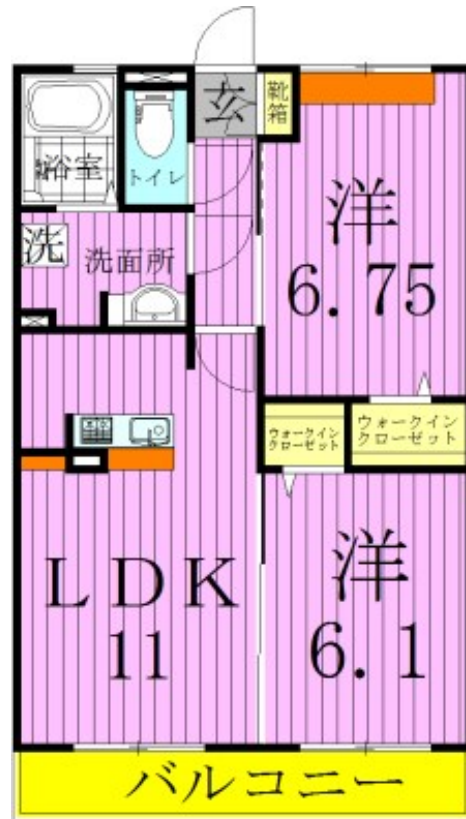 玄
靴
箱
浴室
トイレ
洋
6.75
洗
洗面所
ウォークイン
クローゼット
ウォークイン
クローゼット
LDK
11
洋
6.1
バルコニー